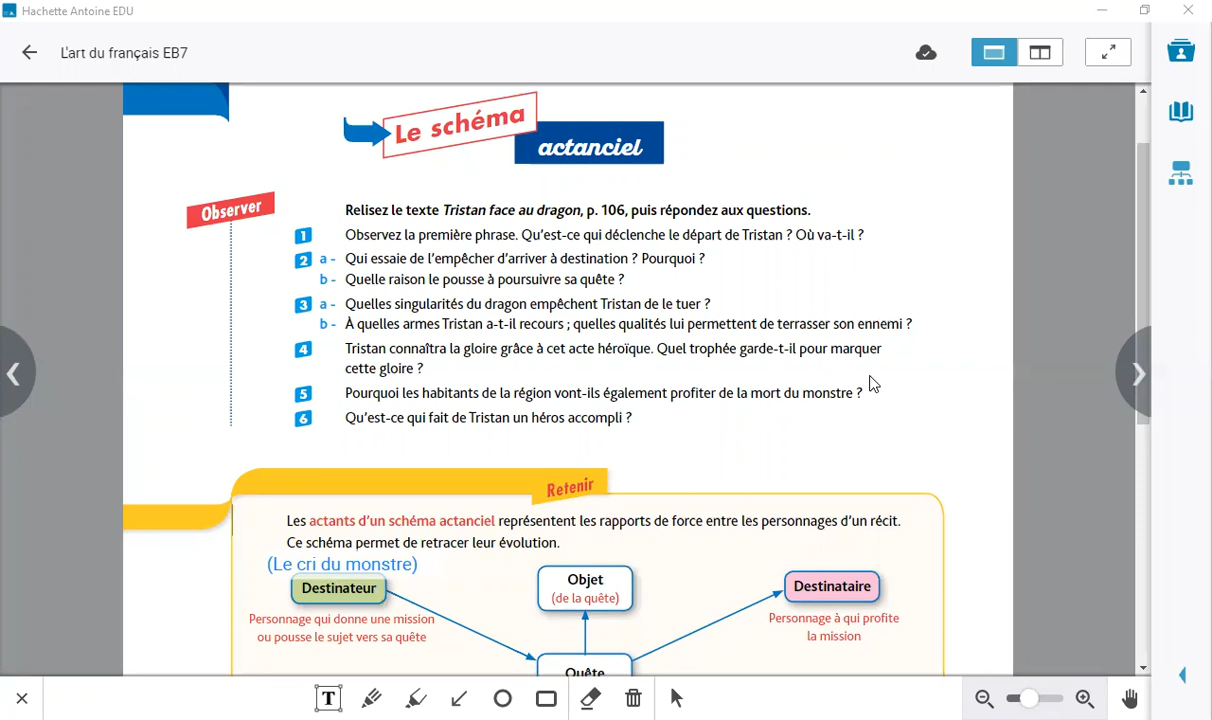 Hachette Antoine EDU
L'art du français EB7
Le schéma
actanciel
Observer
Relisez le texte Tristan face au dragon, p. 106, puis répondez aux questions.
1 Observez la première phrase. Qu'est-ce qui déclenche le départ de Tristan ? Où va-t-il ?
2 a - Qui essaie de l'empêcher d'arriver à destination ? Pourquoi ?
b - Quelle raison le pousse à poursuivre sa quête ?
3 a - Quelles singularités du dragon empêchent Tristan de le tuer ?
b - À quelles armes Tristan a-t-il recours ; quelles qualités lui permettent de terrasser son ennemi ?
4 Tristan connaîtra la gloire grâce à cet acte héroïque. Quel trophée garde-t-il pour marquer
cette gloire ?
5 Pourquoi les habitants de la région vont-ils également profiter de la mort du monstre ?
6 Qu'est-ce qui fait de Tristan un héros accompli ?
Retenir
Les actants d'un schéma actanciel représentent les rapports de force entre les personnages d'un récit.
Ce schéma permet de retracer leur évolution.
(Le cri du monstre)
Destinateur
Personnage qui donne une mission
ou pousse le sujet vers sa quête
Objet
(de la quête)
Destinataire
Personnage à qui profite
la mission
Quête
T